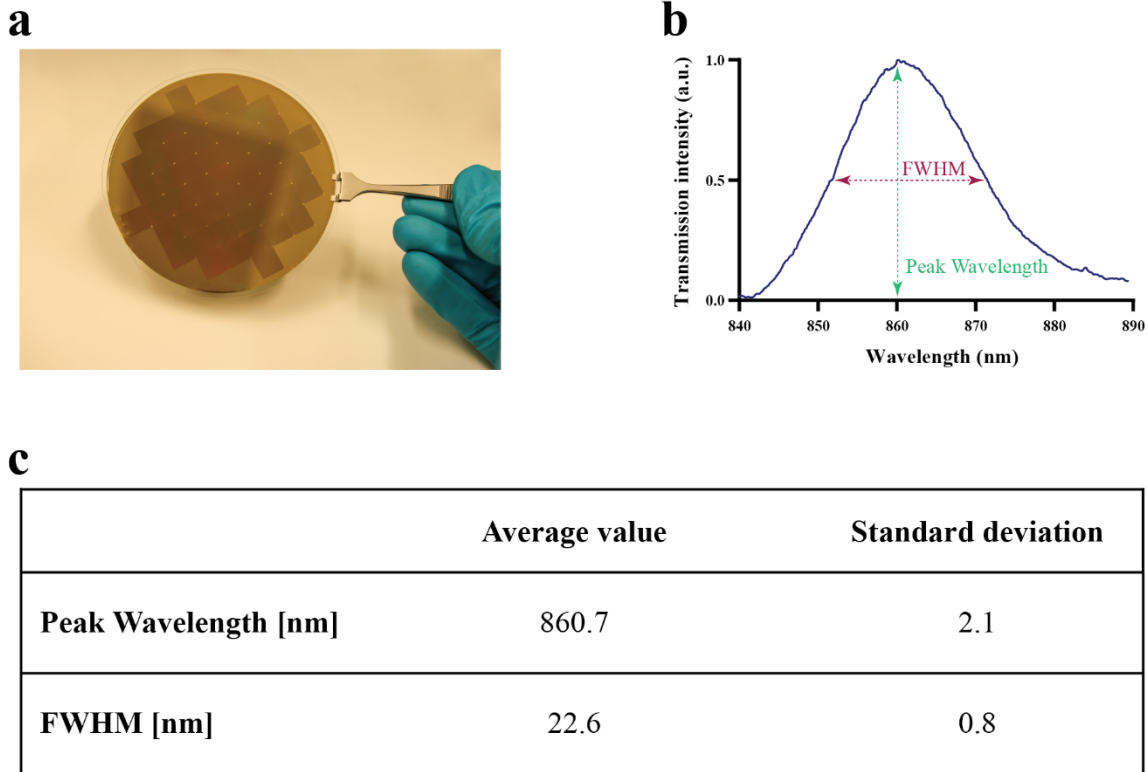 a
b
Transmission intensity (a.u.)
1.0
0.5
0.0
FWHM
Peak Wavelength
840 850 860 870 880 890
Wavelength (nm)
c
Average value Standard deviation
Peak Wavelength [nm] 860.7 2.1
FWHM [nm] 22.6 0.8